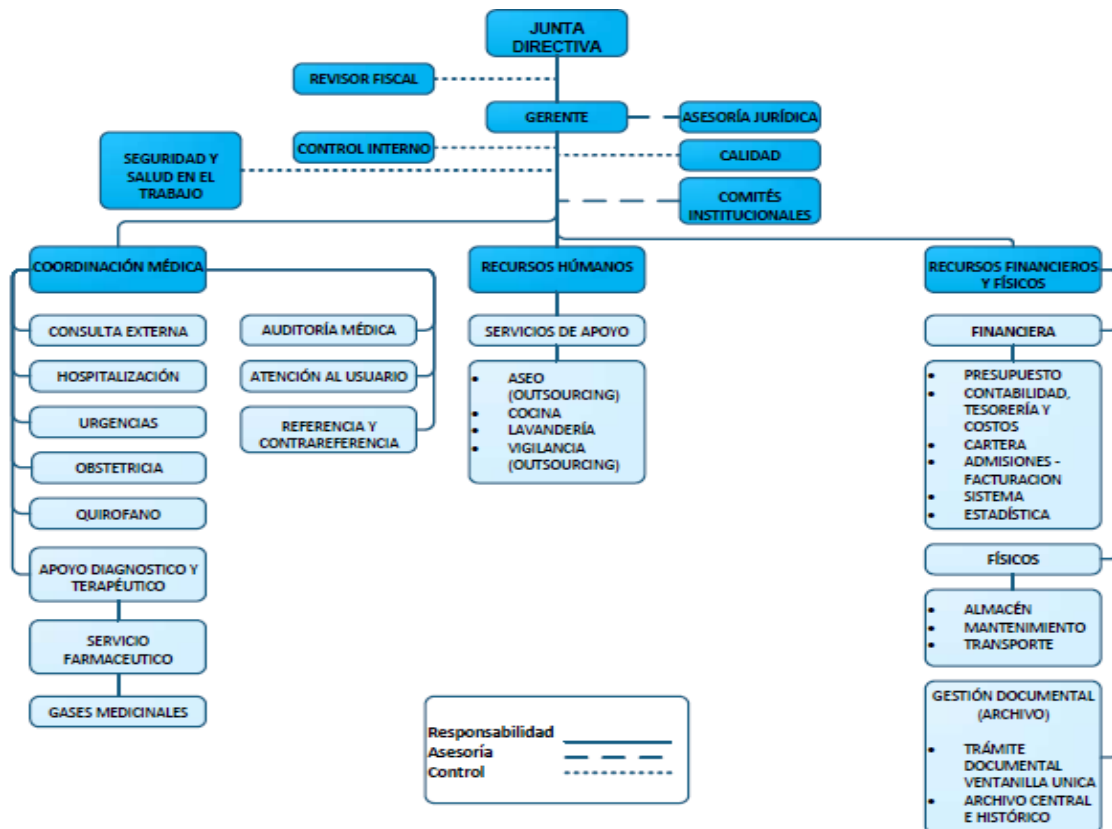 JUNTA
DIRECTIVA
REVISOR FISCAL
GERENTE
ASESORÍA JURÍDICA
CONTROL INTERNO
CALIDAD
SEGURIDAD Y
SALUD EN EL
TRABAJO
COMITÉS
INSTITUCIONALES
COORDINACIÓN MÉDICA
CONSULTA EXTERNA
HOSPITALIZACIÓN
URGENCIAS
OBSTETRICIA
QUIROFANO
APOYO DIAGNOSTICO Y
TERAPÉUTICO
SERVICIO
FARMACEUTICO
GASES MEDICINALES
AUDITORÍA MÉDICA
ATENCIÓN AL USUARIO
REFERENCIA Y
CONTRAREFERENCIA
RECURSOS HÚMANOS
SERVICIOS DE APOYO
• ASEO
(OUTSOURCING)
• COCINA
• LAVANDERÍA
• VIGILANCIA
(OUTSOURCING)
RECURSOS FINANCIEROS
Y FÍSICOS
FINANCIERA
• PRESUPUESTO
• CONTABILIDAD,
TESORERÍA Y
COSTOS
• CARTERA
• ADMISIONES -
FACTURACION
• SISTEMA
• ESTADÍSTICA
FÍSICOS
• ALMACÉN
• MANTENIMIENTO
• TRANSPORTE
GESTIÓN DOCUMENTAL
(ARCHIVO)
• TRÁMITE
DOCUMENTAL
VENTANILLA UNICA
• ARCHIVO CENTRAL
E HISTÓRICO
Responsabilidad
Asesoría
Control